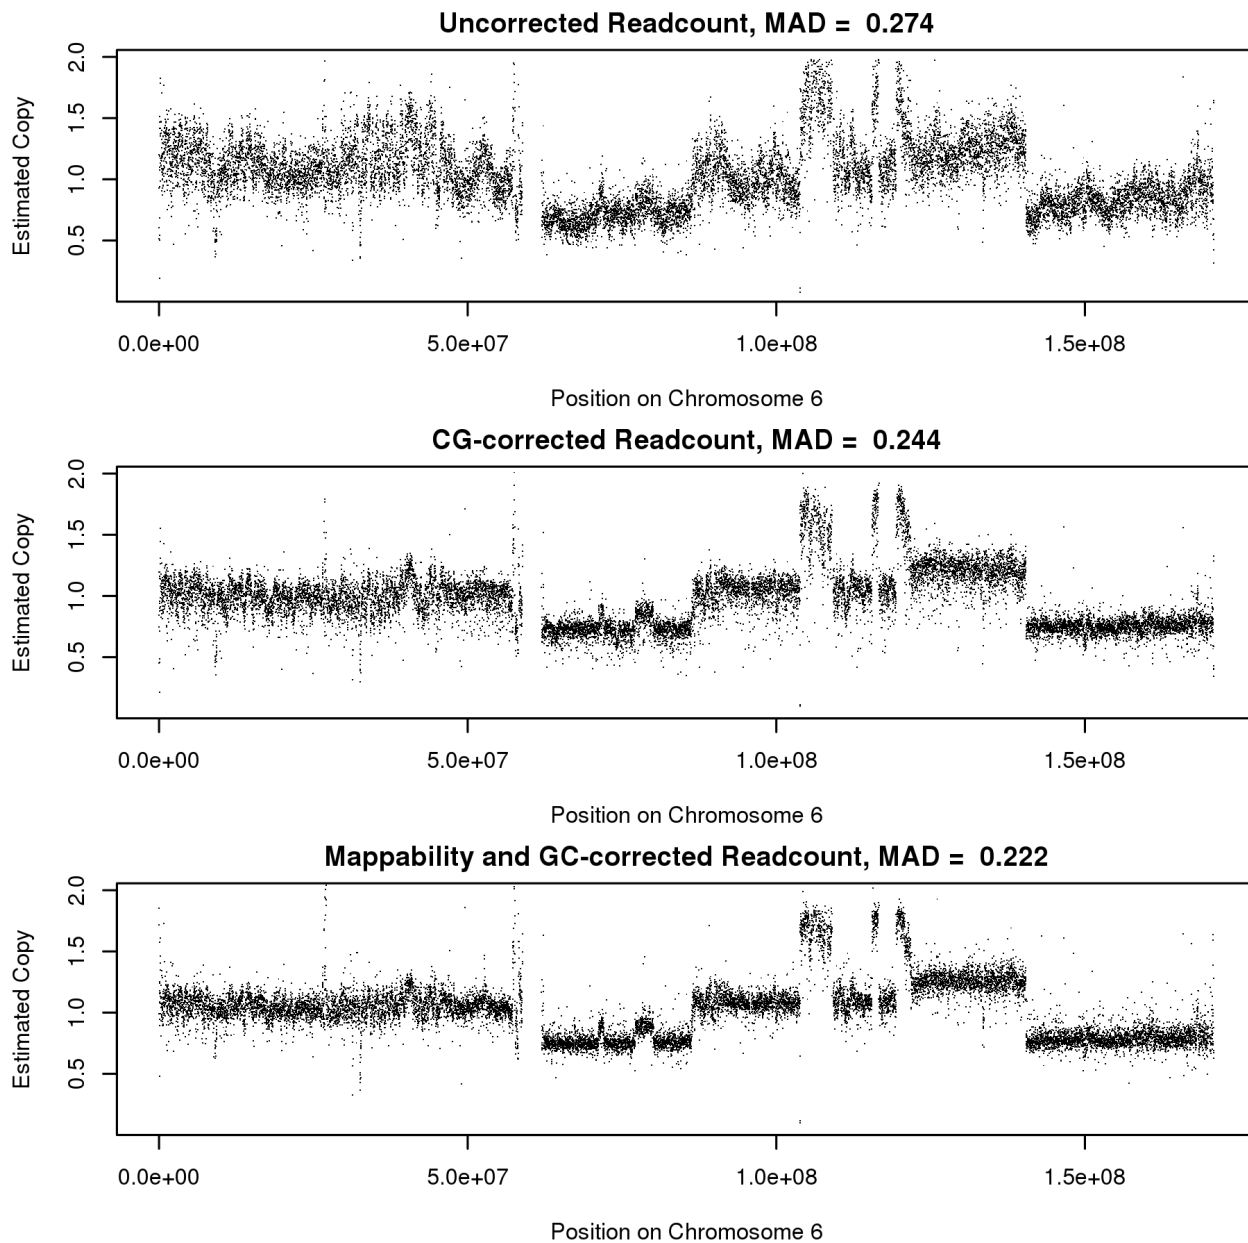 Uncorrected Readcount, MAD =  0.274
Estimated Copy
2.0
1.5
1.0
0.5
0.0e+00 5.0e+07 1.0e+08 1.5e+08
Position on Chromosome 6
CG-corrected Readcount, MAD =  0.244
Estimated Copy
2.0
1.5
1.0
0.5
0.0e+00 5.0e+07 1.0e+08 1.5e+08
Position on Chromosome 6
Mappability and GC-corrected Readcount, MAD =  0.222
Estimated Copy
2.0
1.5
1.0
0.5
0.0e+00 5.0e+07 1.0e+08 1.5e+08
Position on Chromosome 6